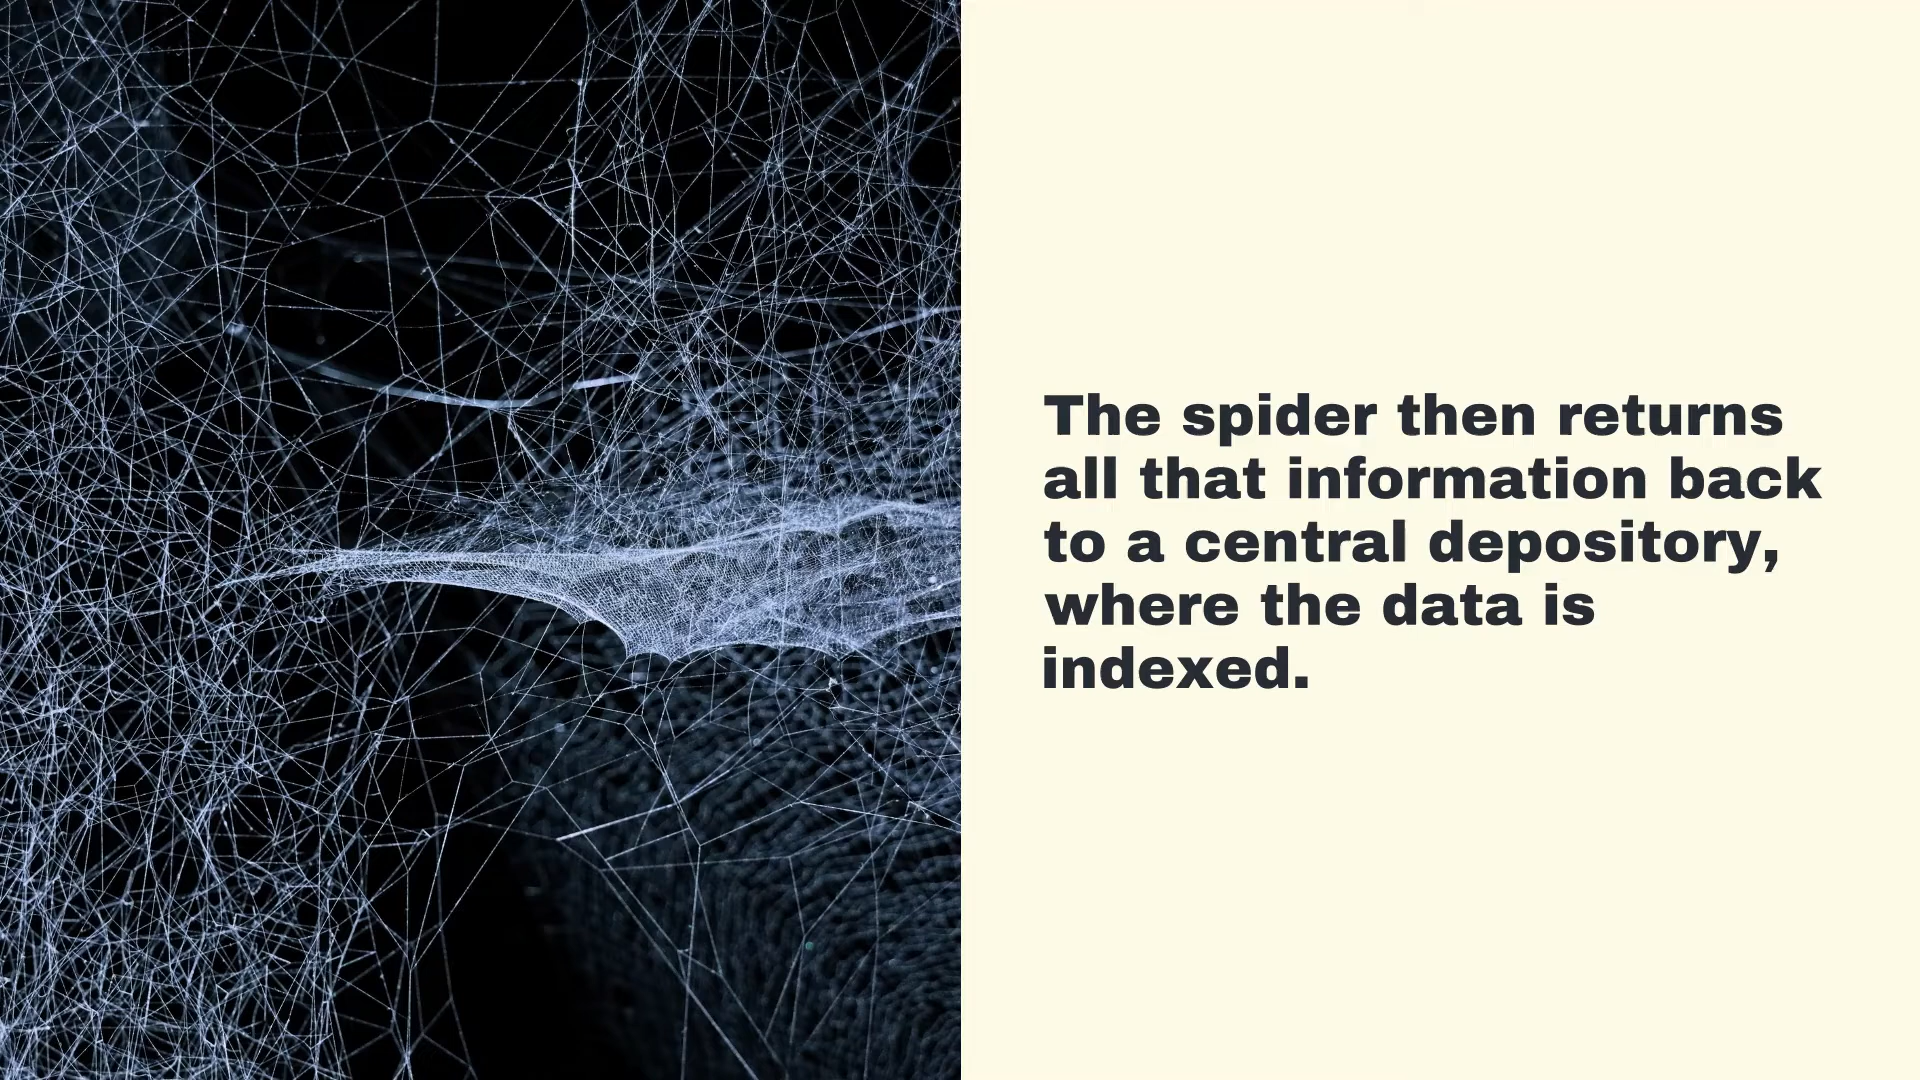 The spider then returns
all that information back
to a central depository,
where the data is
indexed.